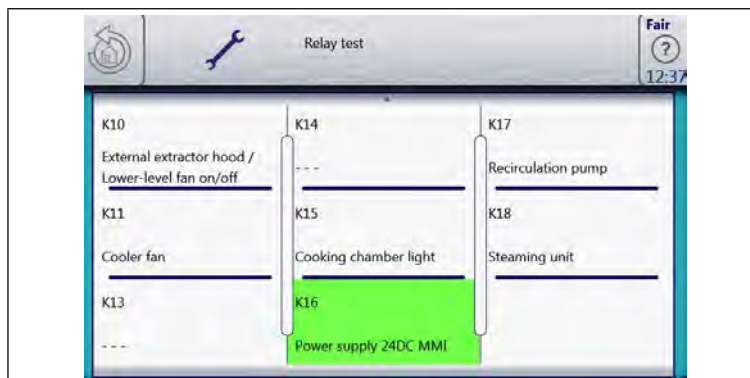 Relay test
Fair
?
12:37
K10
External extractor hood /
Lower-level fan on/off
K11
Cooler fan
K13
- - -
K14
- - -
K15
Cooking chamber light
K16
Power supply 24DC MMI
K17
Recirculation pump
K18
Steaming unit